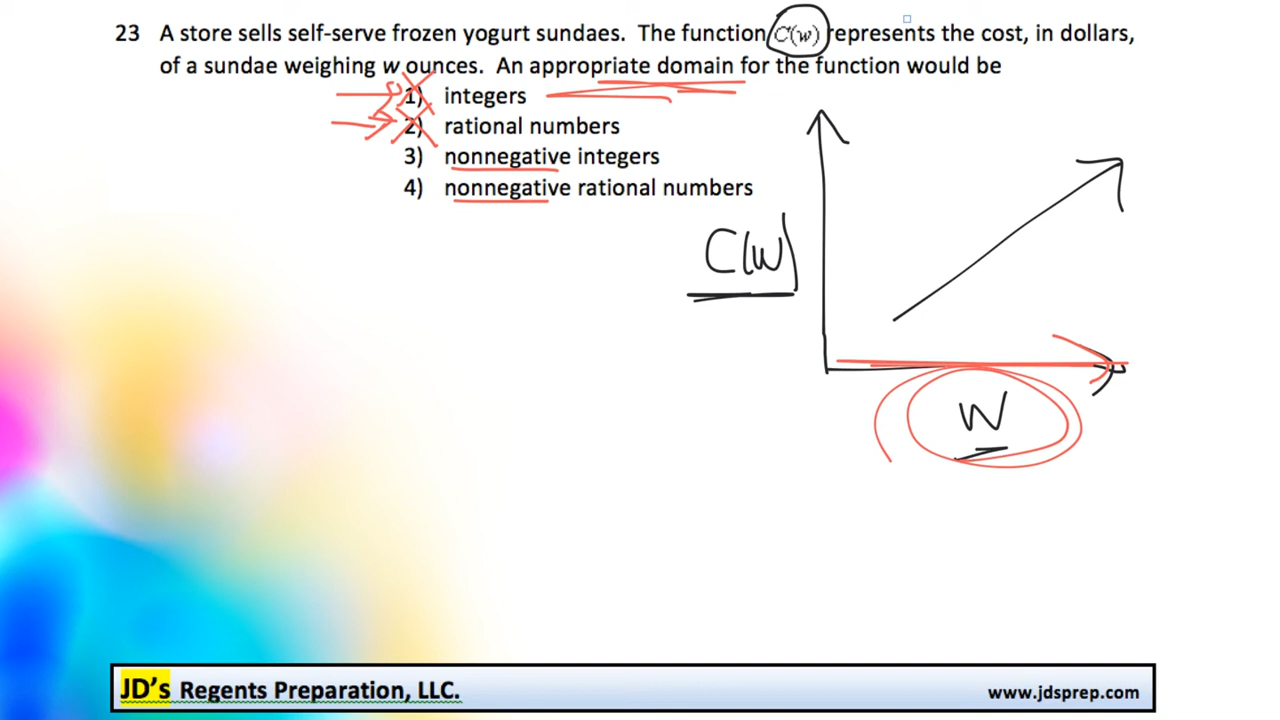 23 A store sells self-serve frozen yogurt sundaes. The function C(w) represents the cost, in dollars,
of a sundae weighing w ounces. An appropriate domain for the function would be
1) integers
2) rational numbers
3) nonnegative integers
4) nonnegative rational numbers
C(W)
W
JD's Regents Preparation, LLC.
www.jdsprep.com